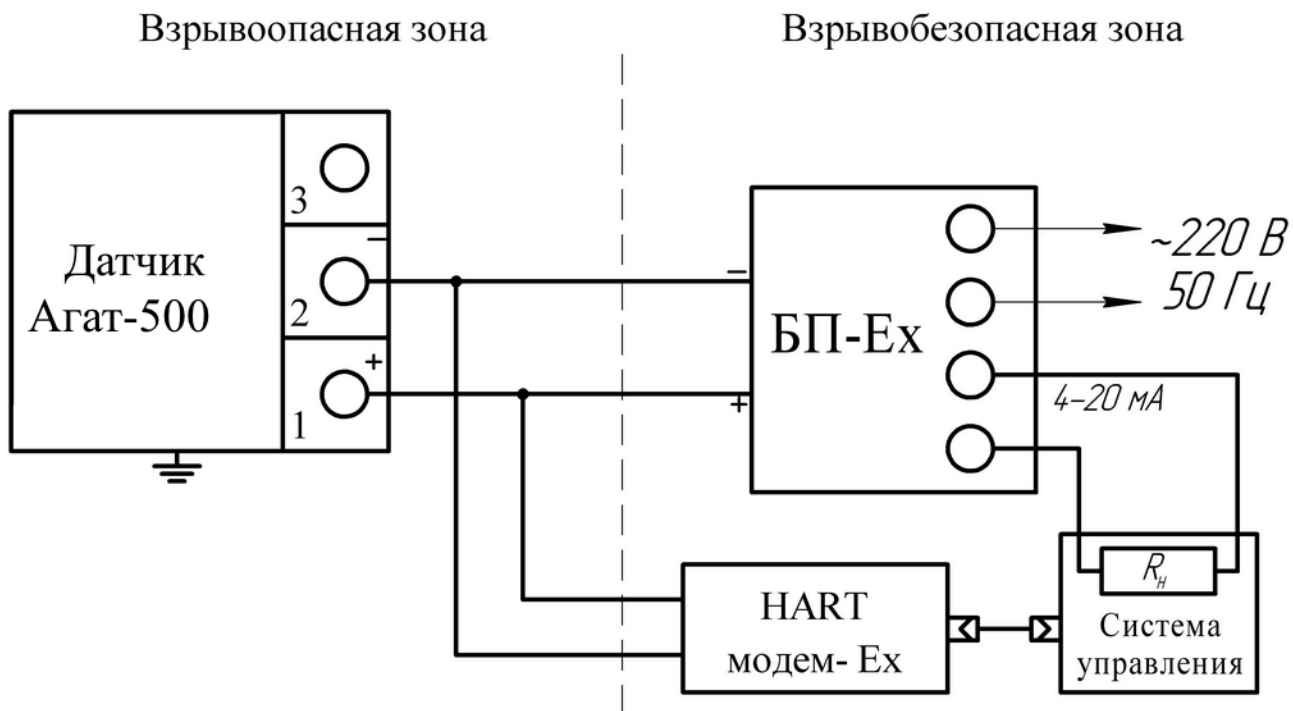 Взрывоопасная зона
Взрывобезопасная зона
3
Датчик
Агат-500
−
2
+
1
−
БП-Ex
+
~220 В
50 Гц
4-20 мА
HART
модем- Ex
Rн
Система
управления